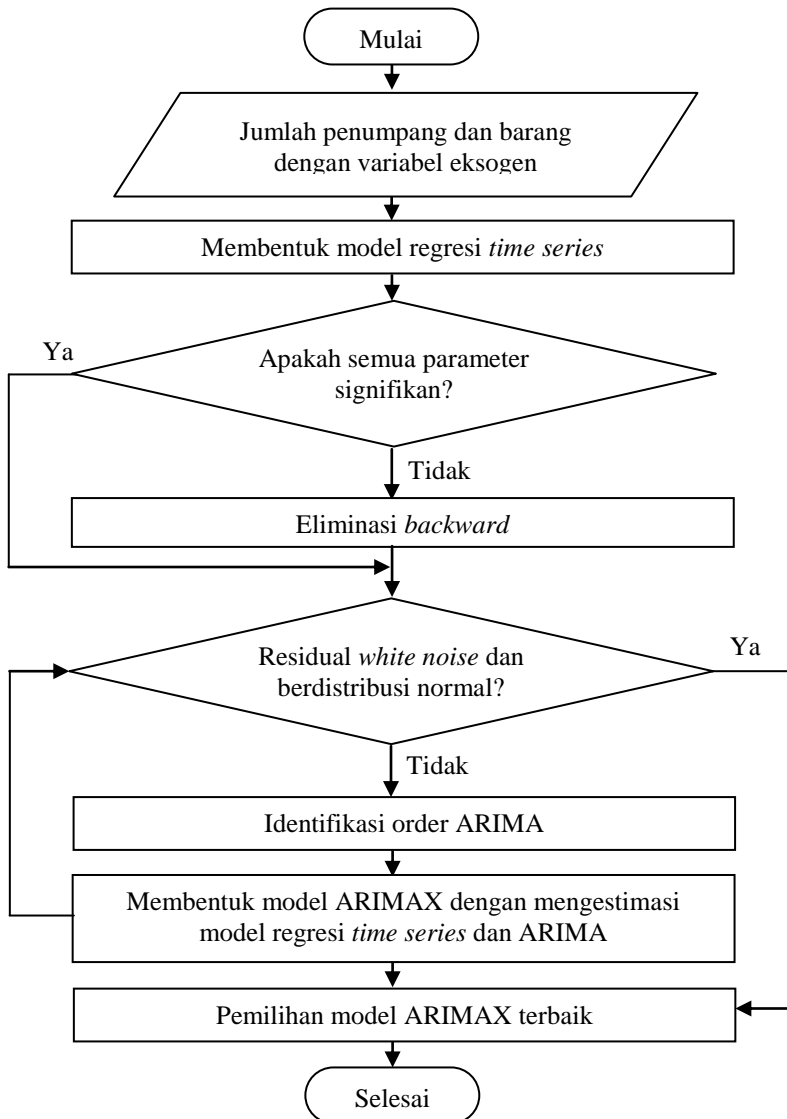 Mulai
Jumlah penumpang dan barang
dengan variabel eksogen
Membentuk model regresi time series
Ya
Apakah semua parameter
signifikan?
Tidak
Eliminasi backward
Residual white noise dan
berdistribusi normal?
Ya
Tidak
Identifikasi order ARIMA
Membentuk model ARIMAX dengan mengestimasi
model regresi time series dan ARIMA
Pemilihan model ARIMAX terbaik
Selesai